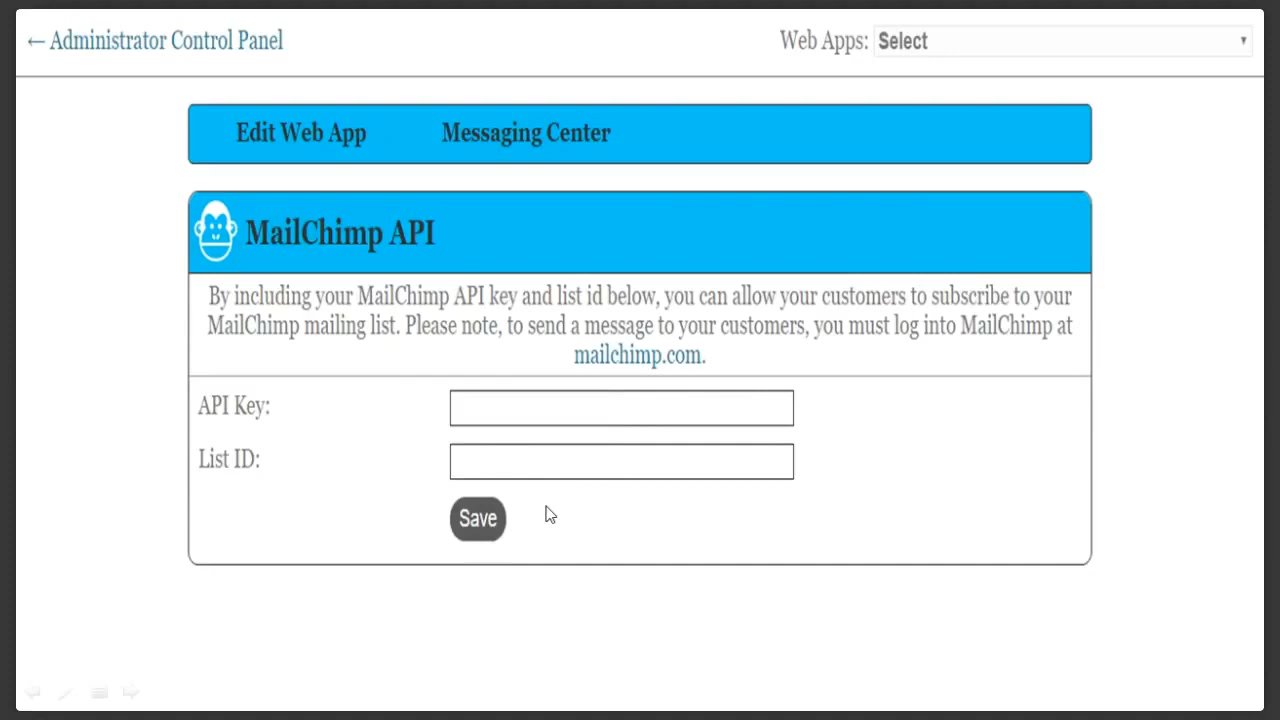 ← Administrator Control Panel
Web Apps: Select
Edit Web App Messaging Center
MailChimp API
By including your MailChimp API key and list id below, you can allow your customers to subscribe to your
MailChimp mailing list. Please note, to send a message to your customers, you must log into MailChimp at
mailchimp.com.
API Key:
List ID:
Save